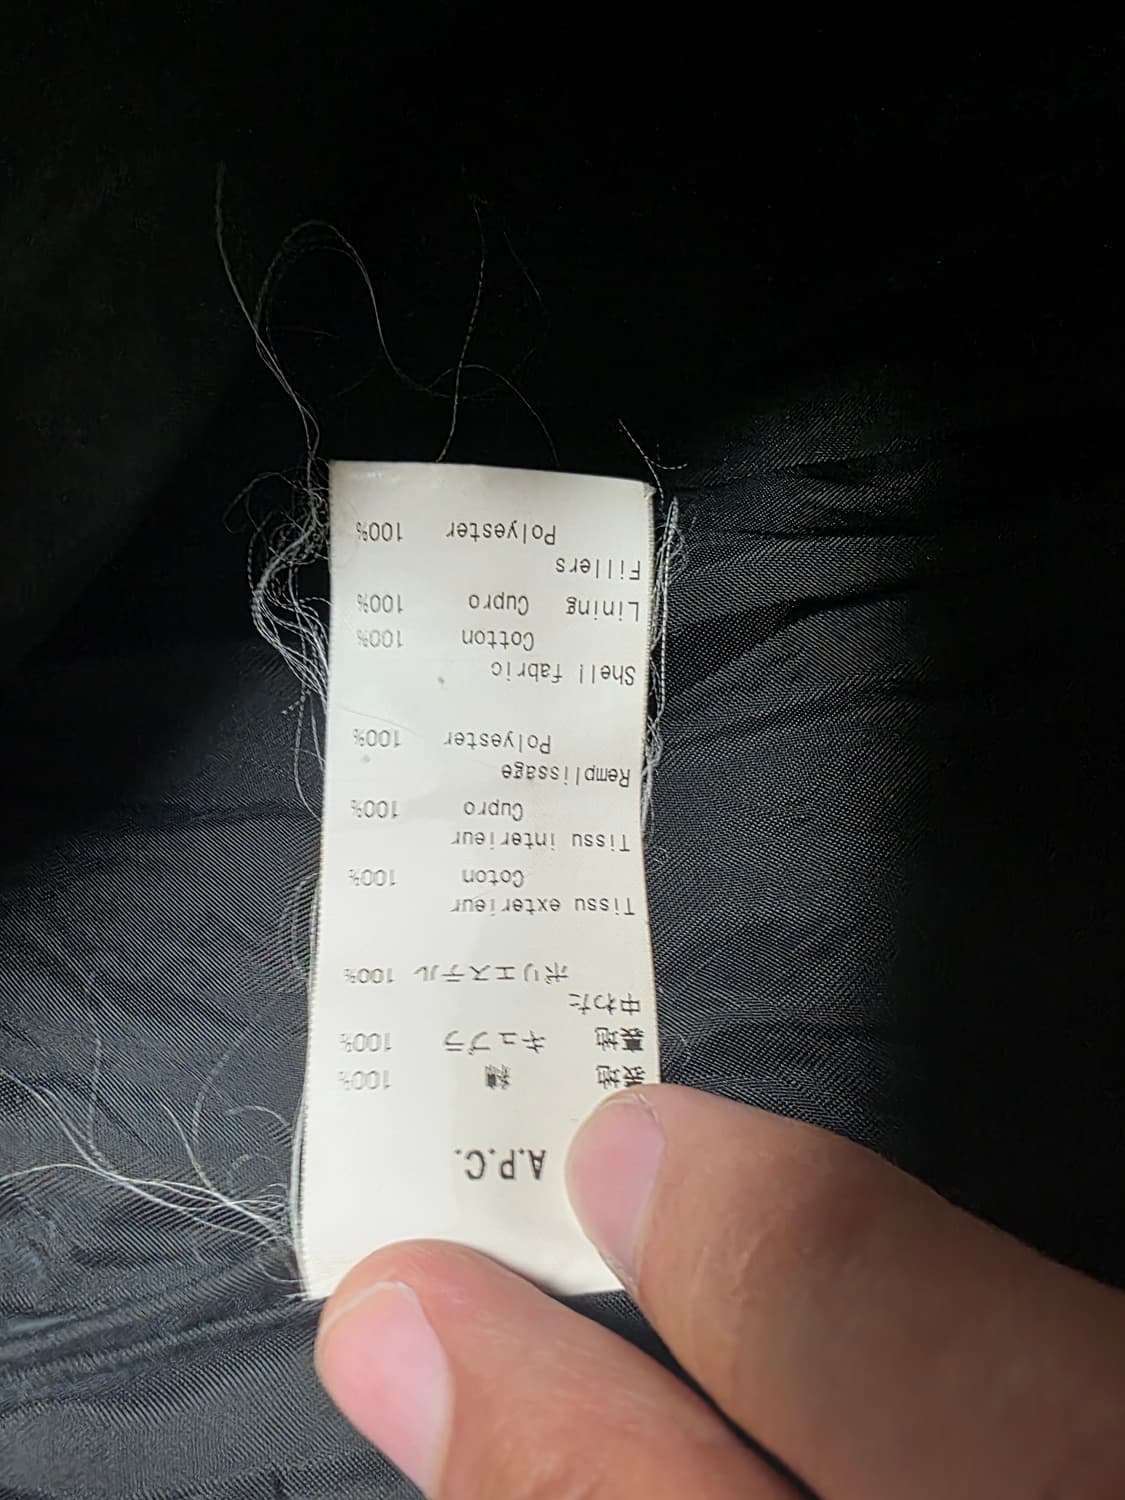 A.P.C.
表地 綿 100%
裏地 キュプラ 100%
中わた
ポリエステル 100%
Tissu exterieur
Coton 100%
Tissu interieur
Cupro 100%
Remplissage
Polyester 100%
Shell fabric
Cotton 100%
Lining Cupro 100%
Fillers
Polyester 100%